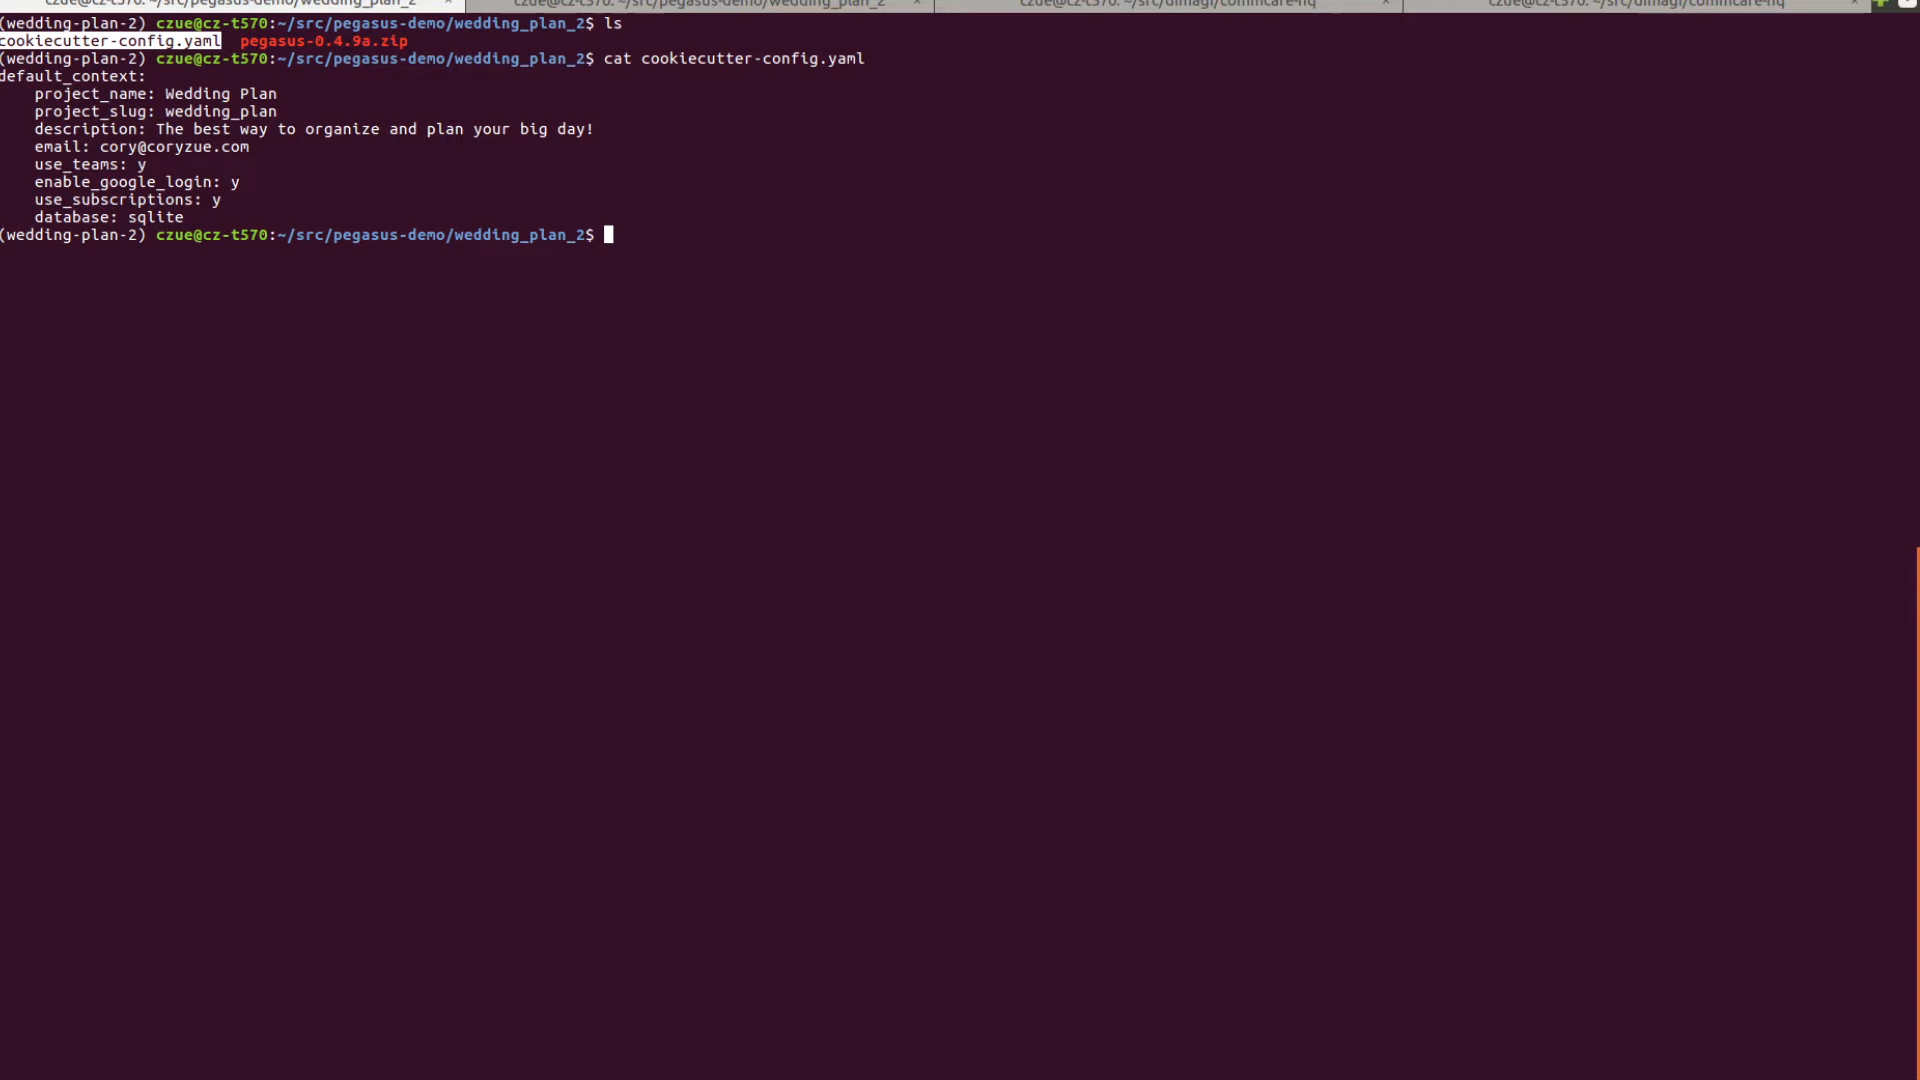 czue@cz-t570: ~/src/pegasus-demo/wedding_plan_2 × czue@cz-t570: ~/src/pegasus-demo/wedding_plan_2 × czue@cz-t570: ~/src/dimagi/commcare-hq × czue@cz-t570: ~/src/dimagi/commcare-hq ×
(wedding-plan-2) czue@cz-t570:~/src/pegasus-demo/wedding_plan_2$ ls
cookiecutter-config.yaml  pegasus-0.4.9a.zip
(wedding-plan-2) czue@cz-t570:~/src/pegasus-demo/wedding_plan_2$ cat cookiecutter-config.yaml
default_context:
    project_name: Wedding Plan
    project_slug: wedding_plan
    description: The best way to organize and plan your big day!
    email: cory@coryzue.com
    use_teams: y
    enable_google_login: y
    use_subscriptions: y
    database: sqlite
(wedding-plan-2) czue@cz-t570:~/src/pegasus-demo/wedding_plan_2$